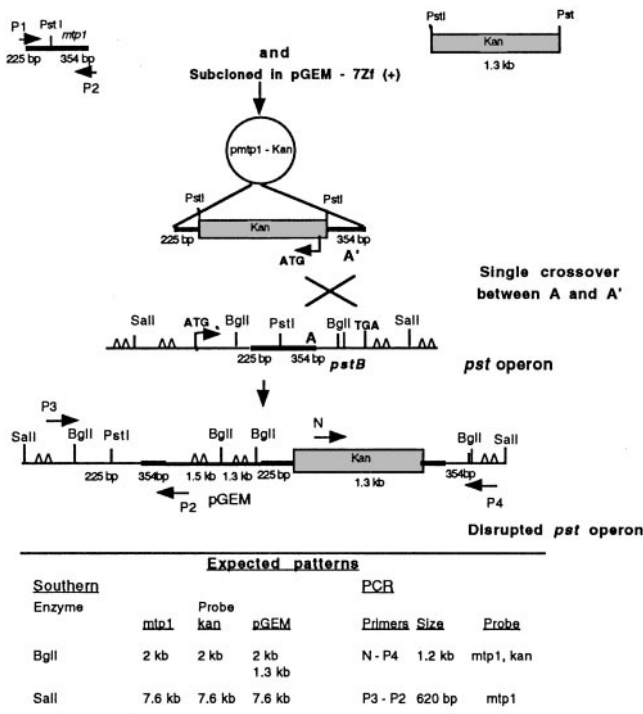 P1
PstI
mtp1
225 bp 354 bp
P2
and
Subcloned in pGEM - 7Zf (+)
PstI Pst
Kan
1.3 kb
pmtp1 - Kan
PstI PstI
Kan
225 bp 354 bp
ATG A'
Single crossover
between A and A'
SalI ATG BglI PstI A BglI TGA SalI
225 bp 354 bp
pstB
pst operon
P3 N
SalI BglI PstI BglI BglI BglI SalI
Kan
225 bp 354bp 1.5 kb 1.3 kb 225 bp 1.3 kb 354bp
P2 pGEM P4
Disrupted pst operon
Expected patterns
Southern PCR
Enzyme Probe
mtp1 kan pGEM Primers Size Probe
BglI 2 kb 2 kb 2 kb N - P4 1.2 kb mtp1, kan
1.3 kb
SalI 7.6 kb 7.6 kb 7.6 kb P3 - P2 620 bp mtp1